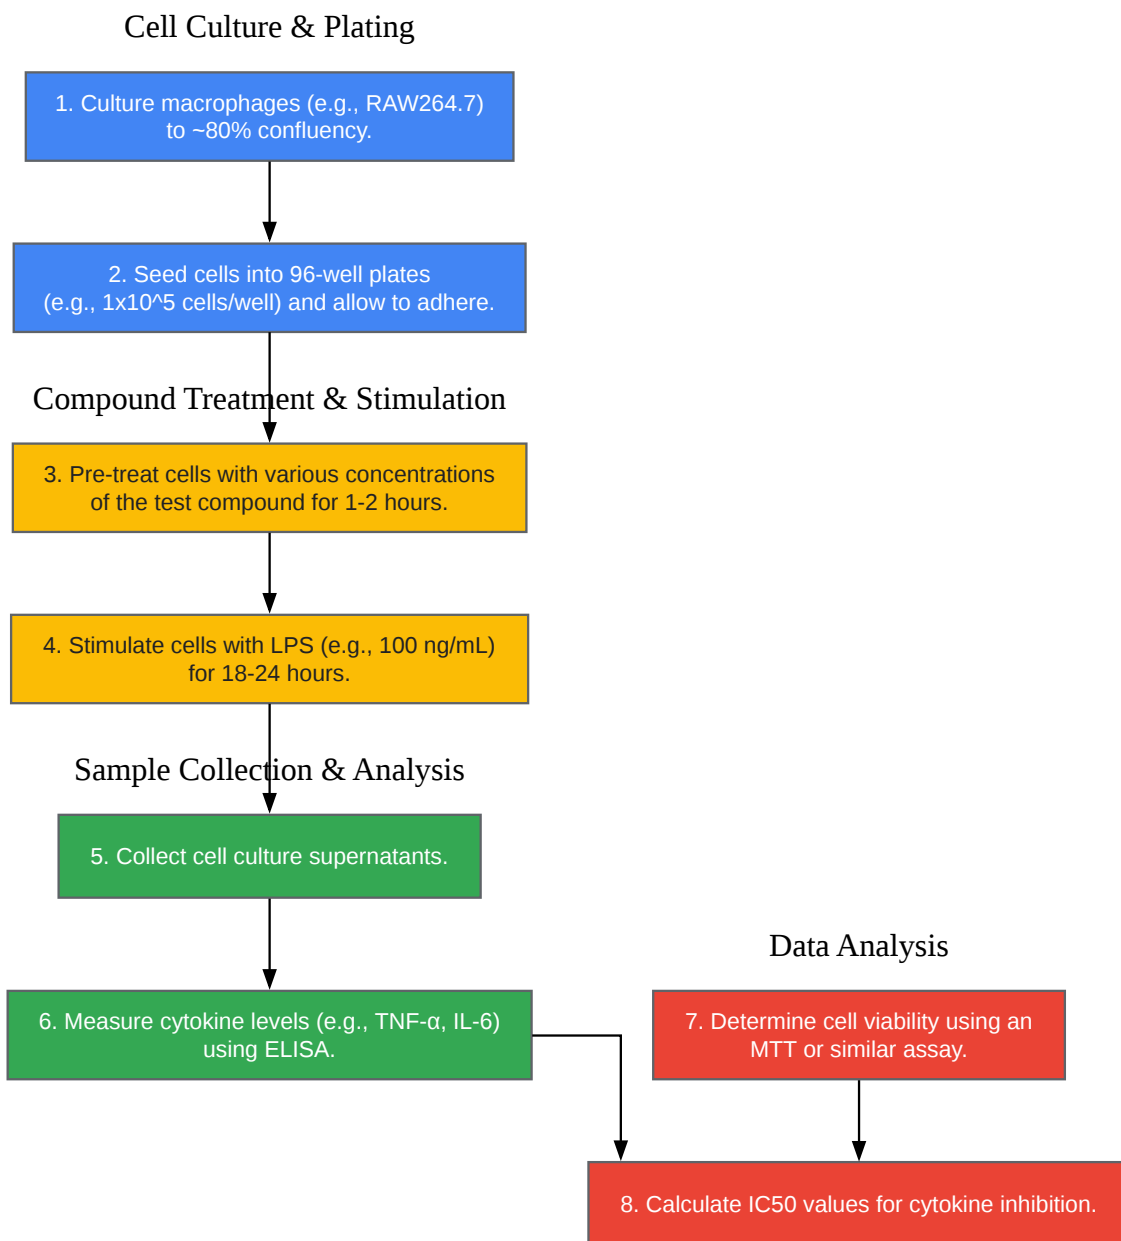 Cell Culture & Plating
1. Culture macrophages (e.g., RAW264.7)
to ~80% confluency.
2. Seed cells into 96-well plates
(e.g., 1x10^5 cells/well) and allow to adhere.
Compound Treatment & Stimulation
3. Pre-treat cells with various concentrations
of the test compound for 1-2 hours.
4. Stimulate cells with LPS (e.g., 100 ng/mL)
for 18-24 hours.
Sample Collection & Analysis
5. Collect cell culture supernatants.
6. Measure cytokine levels (e.g., TNF-α, IL-6)
using ELISA.
Data Analysis
7. Determine cell viability using an
MTT or similar assay.
8. Calculate IC50 values for cytokine inhibition.